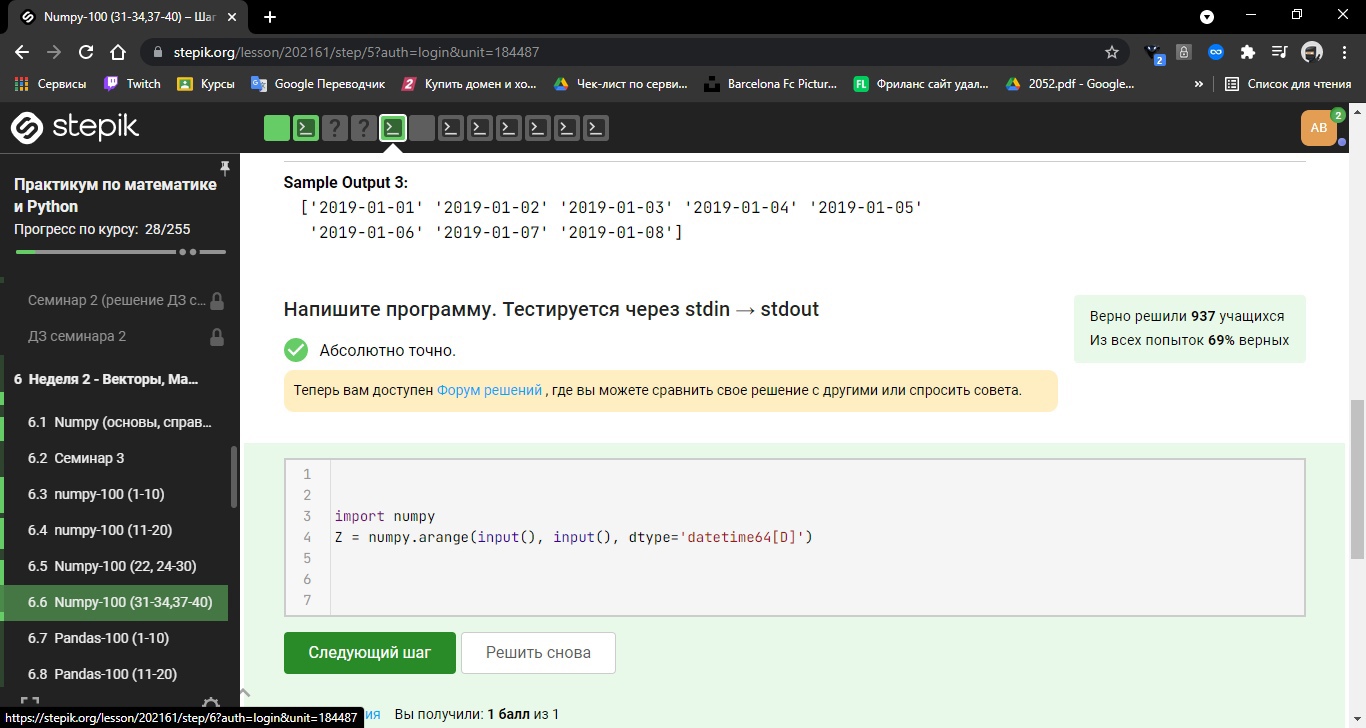 Numpy-100 (31-34,37-40) – Шаг
stepik.org/lesson/202161/step/5?auth=login&unit=184487
2
Сервисы
Twitch
Курсы
Google Переводчик
Купить домен и хо...
Чек-лист по серви...
Barcelona Fc Pictur...
FL
Фриланс сайт удал...
2052.pdf - Google...
»
Список для чтения
stepik
? ?
АВ
2
Практикум по математике
и Python
Прогресс по курсу: 28/255
Семинар 2 (решение ДЗ с...
ДЗ семинара 2
6 Неделя 2 - Векторы, Ма...
6.1 Numpy (основы, справ...
6.2 Семинар 3
6.3 numpy-100 (1-10)
6.4 numpy-100 (11-20)
6.5 Numpy-100 (22, 24-30)
6.6 Numpy-100 (31-34,37-40)
6.7 Pandas-100 (1-10)
6.8 Pandas-100 (11-20)
Sample Output 3:
['2019-01-01' '2019-01-02' '2019-01-03' '2019-01-04' '2019-01-05'
'2019-01-06' '2019-01-07' '2019-01-08']
Напишите программу. Тестируется через stdin → stdout
Верно решили 937 учащихся
Из всех попыток 69% верных
Абсолютно точно.
Теперь вам доступен Форум решений , где вы можете сравнить свое решение с другими или спросить совета.
1
2
3 import numpy
4 Z = numpy.arange(input(), input(), dtype='datetime64[D]')
5
6
7
Следующий шаг
Решить снова
ия Вы получили: 1 балл из 1
https://stepik.org/lesson/202161/step/6?auth=login&unit=184487